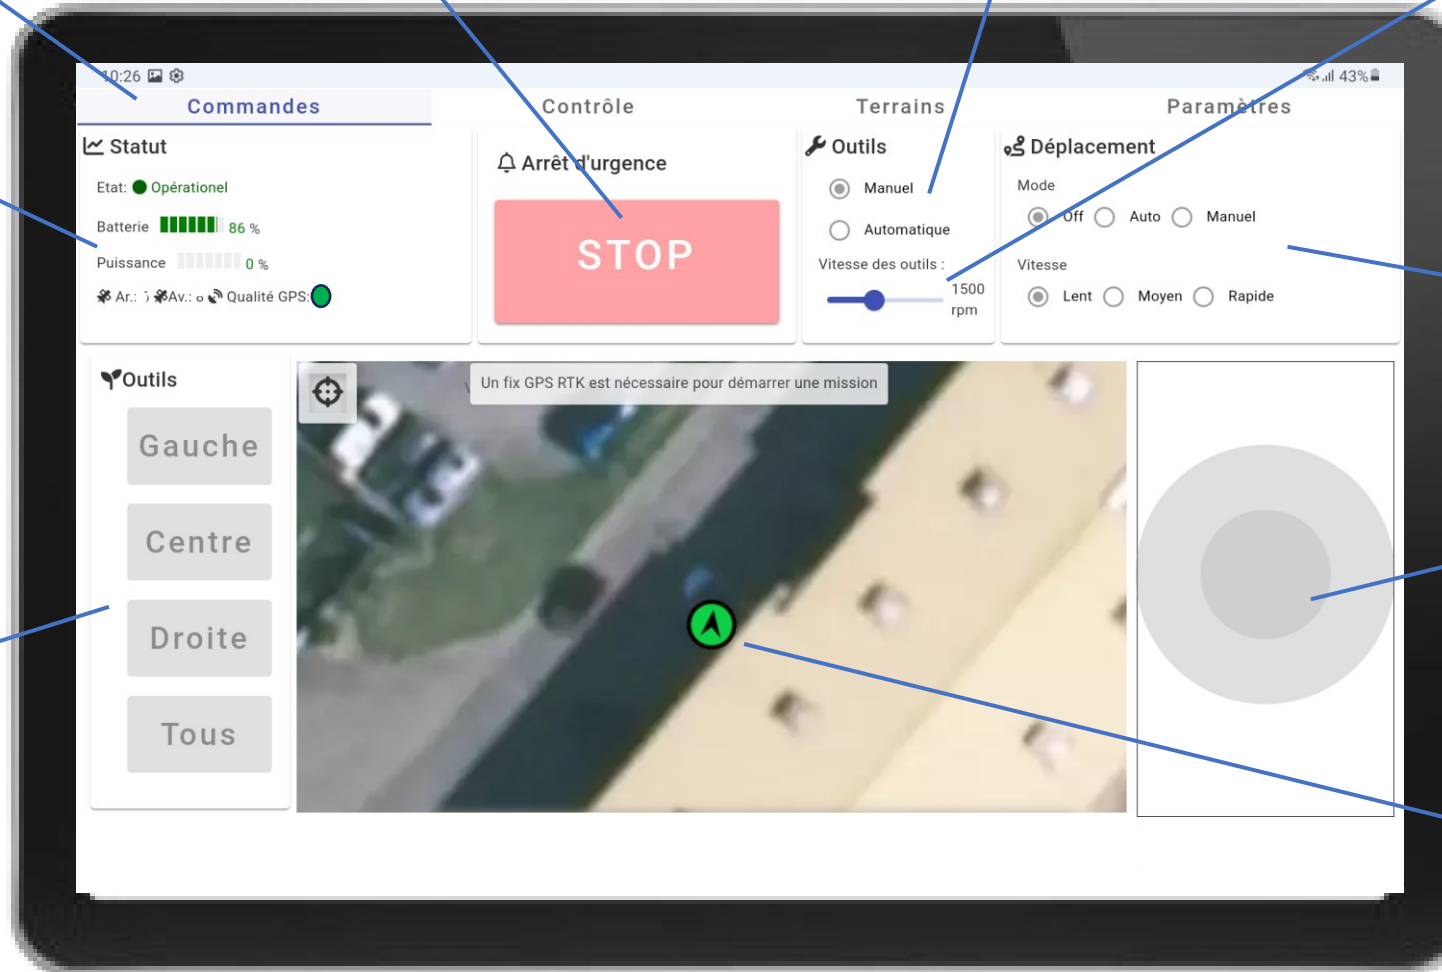 10:26
43%
Commandes Contrôle Terrains Paramètres
Statut
Etat: Opérationel
Batterie 86 %
Puissance 0 %
Ar.: Av.: Qualité GPS:
Arrêt d'urgence
STOP
Outils
Manuel
Automatique
Vitesse des outils :
1500
rpm
Déplacement
Mode
Off Auto Manuel
Vitesse
Lent Moyen Rapide
Outils
Gauche
Centre
Droite
Tous
Un fix GPS RTK est nécessaire pour démarrer une mission